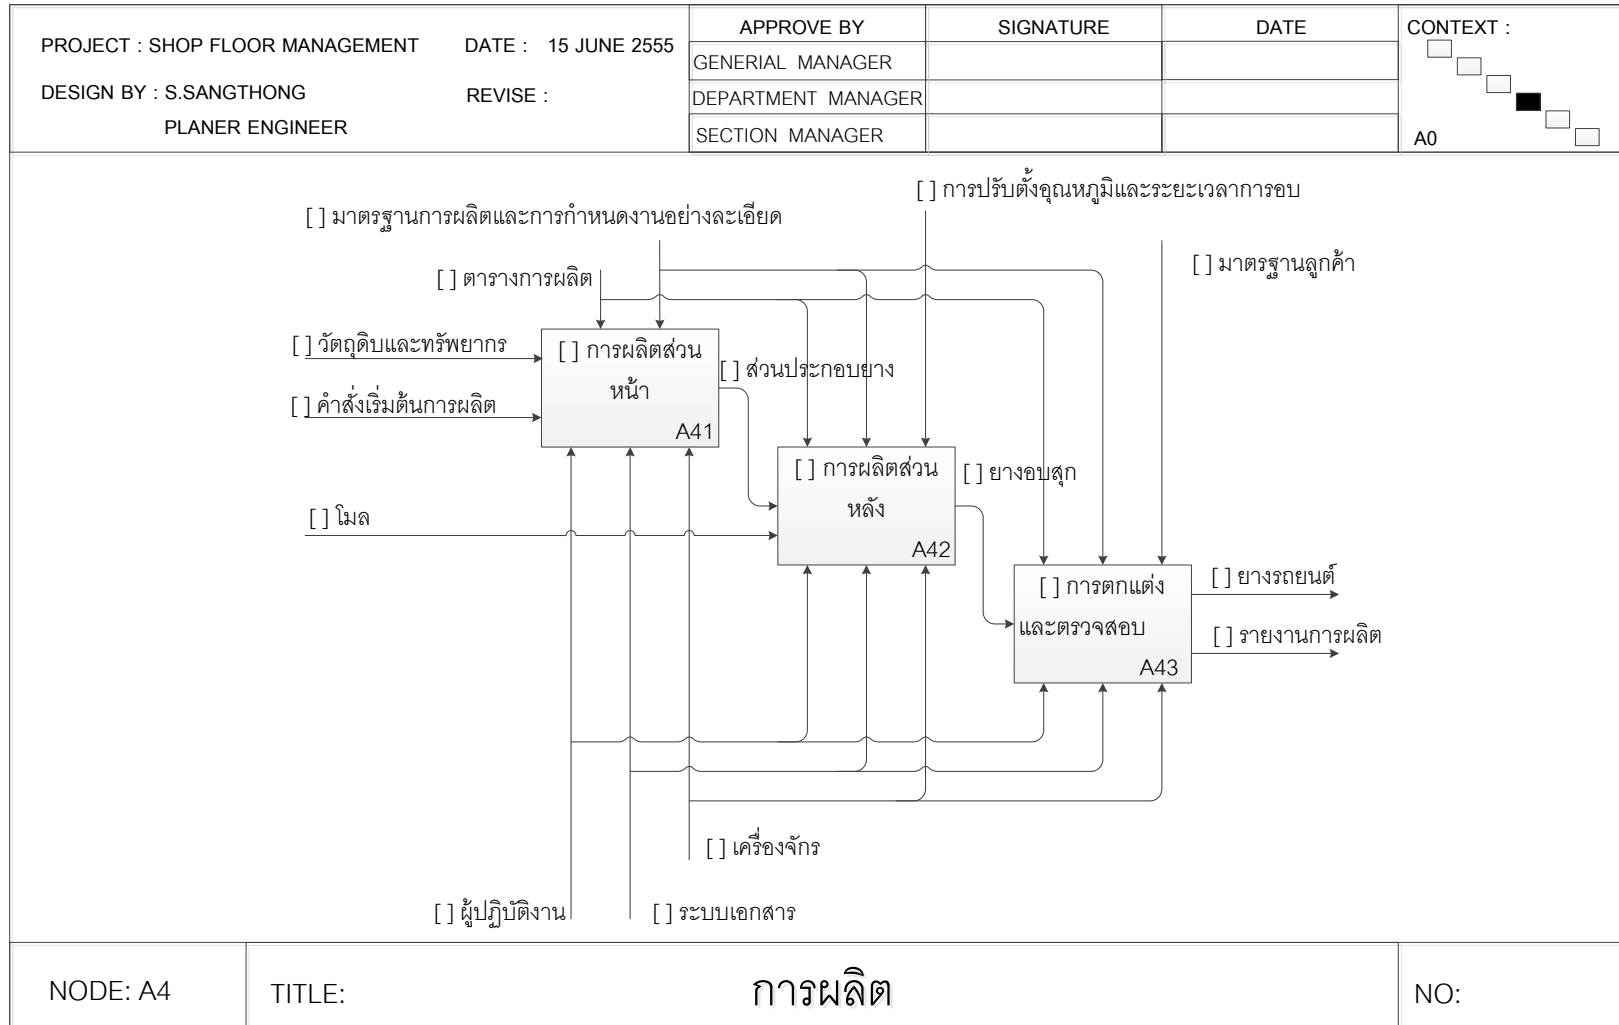 PROJECT : SHOP FLOOR MANAGEMENT
DATE : 15 JUNE 2555
DESIGN BY : S.SANGTHONG
REVISE :
PLANER ENGINEER
APPROVE BY
SIGNATURE
DATE
GENERIAL MANAGER
DEPARTMENT MANAGER
SECTION MANAGER
CONTEXT :
A0
[ ] การปรับตั้งอุณหภูมิและระยะเวลาการอบ
[ ] มาตรฐานการผลิตและการกำหนดงานอย่างละเอียด
[ ] มาตรฐานลูกค้า
[ ] ตารางการผลิต
[ ] วัตถุดิบและทรัพยากร
[ ] การผลิตส่วน
หน้า
A41
[ ] ส่วนประกอบยาง
[ ] คำสั่งเริ่มต้นการผลิต
[ ] การผลิตส่วน
หลัง
A42
[ ] ยางอบสุก
[ ] โมล
[ ] การตกแต่ง
และตรวจสอบ
A43
[ ] ยางรถยนต์
[ ] รายงานการผลิต
[ ] เครื่องจักร
[ ] ผู้ปฏิบัติงาน
[ ] ระบบเอกสาร
NODE: A4
TITLE:
การผลิต
NO: